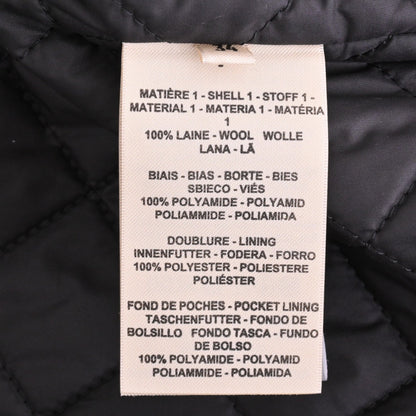 MATIÈRE 1 - SHELL 1 - STOFF 1 -
MATERIAL 1 - MATERIA 1 - MATÉRIA
1
100% LAINE - WOOL WOLLE
LANA - LÃ
BIAIS - BIAS - BORTE - BIES
SBIECO - VIÉS
100% POLYAMIDE - POLYAMID
POLIAMMIDE - POLIAMIDA
DOUBLURE - LINING
INNENFUTTER - FODERA - FORRO
100% POLYESTER - POLIESTERE
POLIÉSTER
FOND DE POCHES - POCKET LINING
TASCHENFUTTER - FONDO DE
BOLSILLO FONDO TASCA - FUNDO
DE BOLSO
100% POLYAMIDE - POLYAMID
POLIAMMIDE - POLIAMIDA